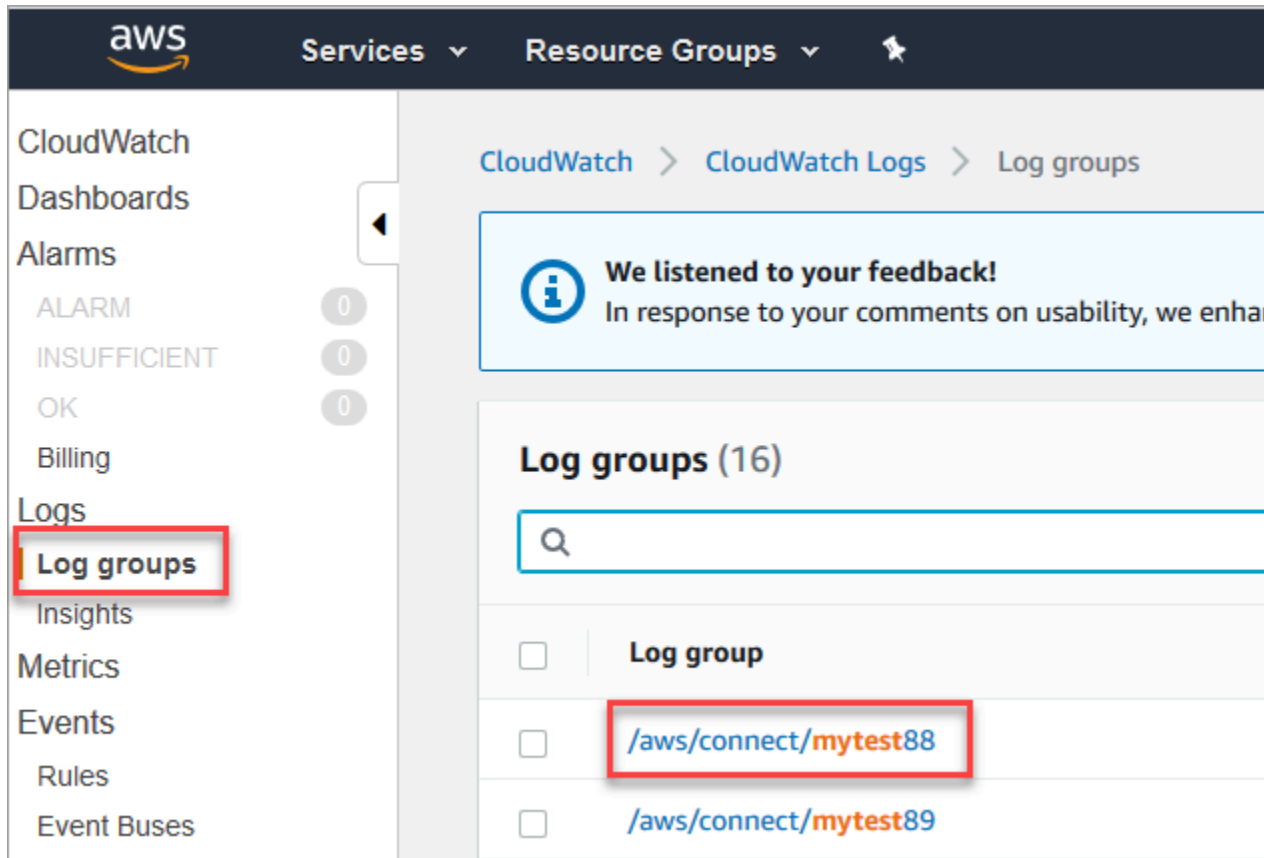 aws
Services
Resource Groups
CloudWatch
Dashboards
Alarms
ALARM 0
INSUFFICIENT 0
OK 0
Billing
Logs
Log groups
Insights
Metrics
Events
Rules
Event Buses
CloudWatch > CloudWatch Logs > Log groups
We listened to your feedback!
In response to your comments on usability, we
Log groups (16)
Log group
/aws/connect/mytest88
/aws/connect/mytest89